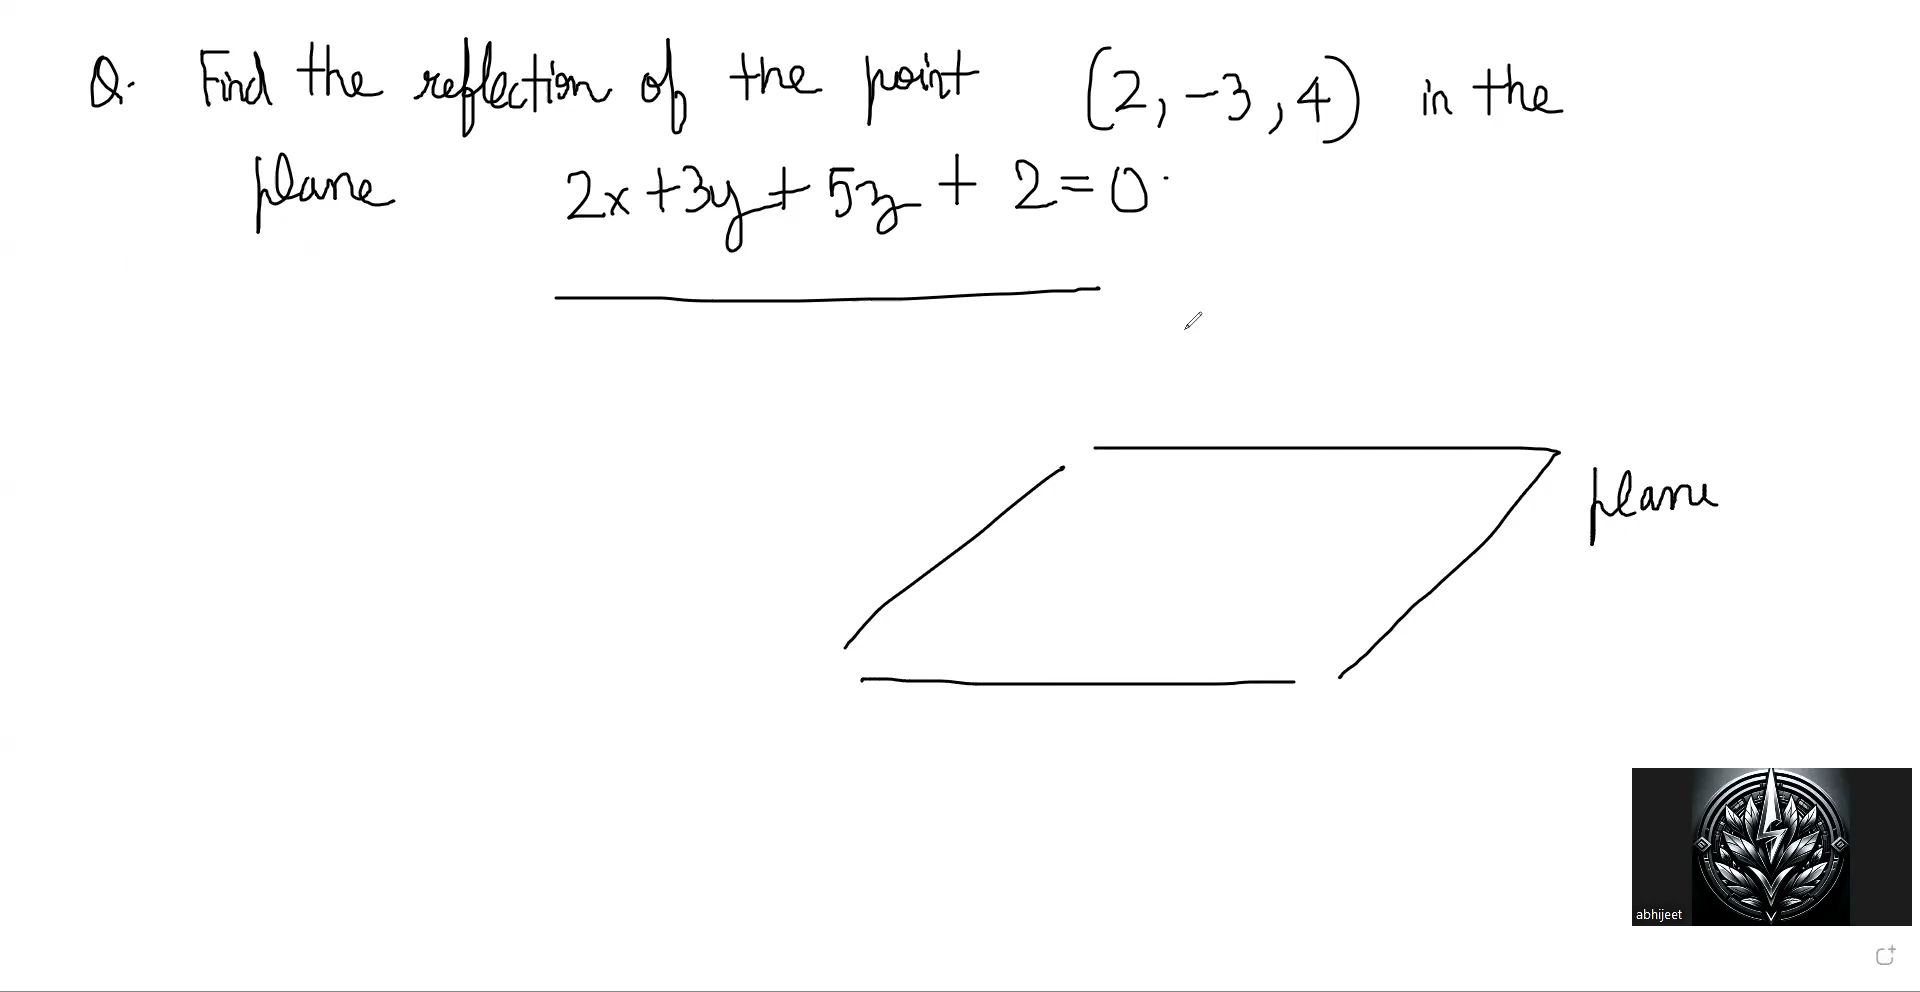 Q. Find the reflection of the point (2, -3, 4) in the
plane 2x + 3y + 5z + 2 = 0.
plane
abhijeet